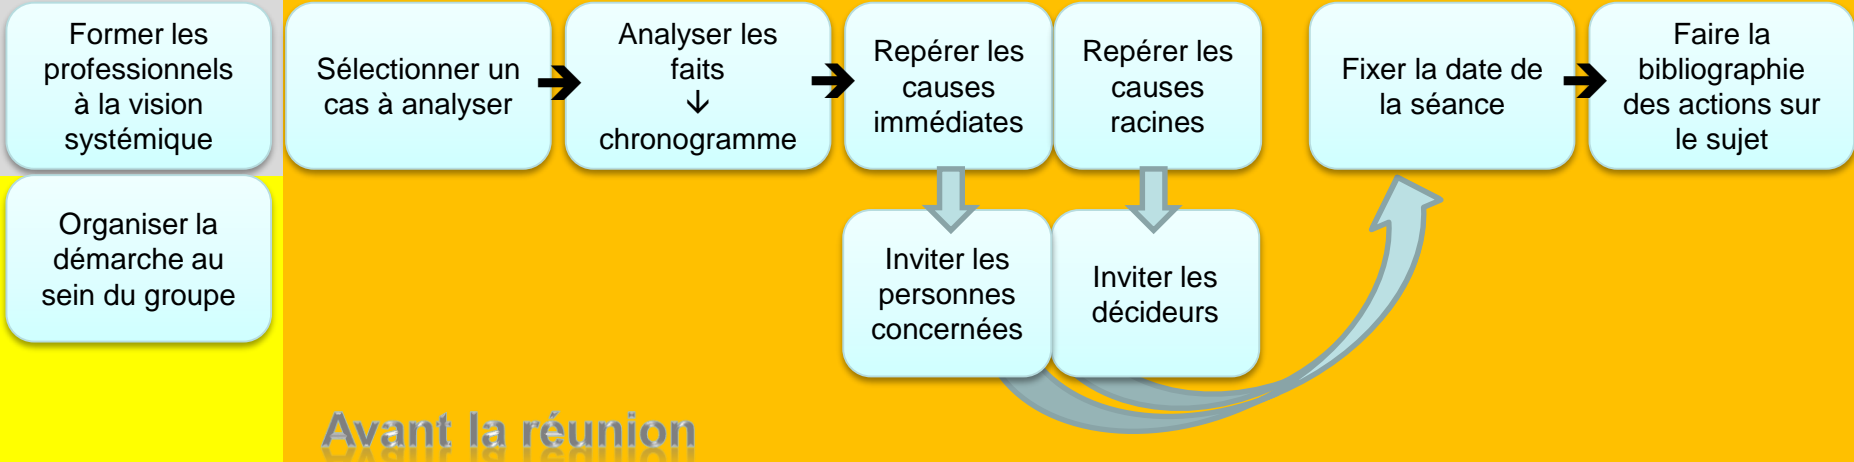 Former les
professionnels
à la vision
systémique
Sélectionner un
cas à analyser
Analyser les
faits
↓
chronogramme
Repérer les
causes
immédiates
Repérer les
causes
racines
Fixer la date de
la séance
Faire la
bibliographie
des actions sur
le sujet
Organiser la
démarche au
sein du groupe
Inviter les
personnes
concernées
Inviter les
décideurs
Avant la réunion